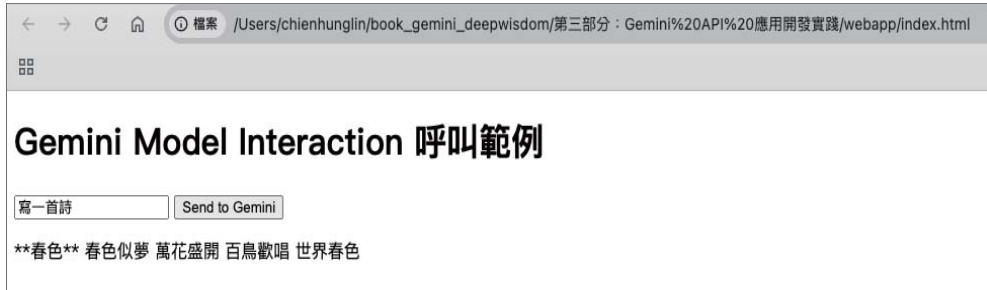 檔案 /Users/chienhunglin/book_gemini_deepwisdom/第三部分：Gemini%20API%20應用開發實踐/webapp/index.html
Gemini Model Interaction 呼叫範例
寫一首詩 Send to Gemini
**春色** 春色似夢 萬花盛開 百鳥歡唱 世界春色